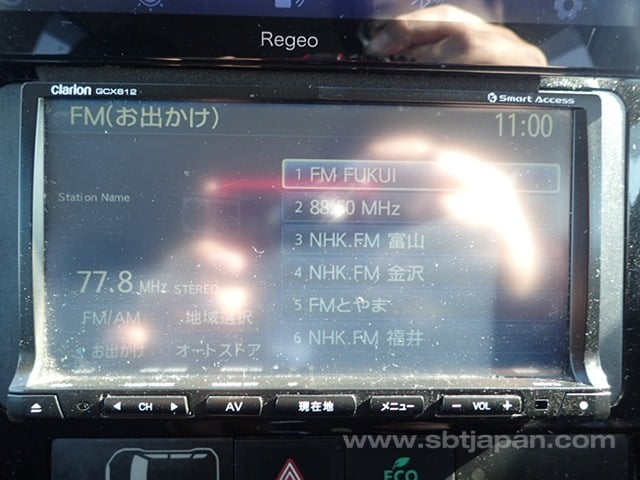 Regeo
Clarion GCX612
Smart Access
FM(お出かけ)
11:00
1 FM FUKUI
Station Name
2 88.50 MHz
3 NHK.FM 富山
77.8 MHz STEREO
4 NHK.FM 金沢
FM/AM 地域選択
5 FMとやま
お出かけ オートストア
6 NHK.FM 福井
◀ CH ▶ AV 現在地 メニュー − VOL +
www.sbtjapan.com
ECO